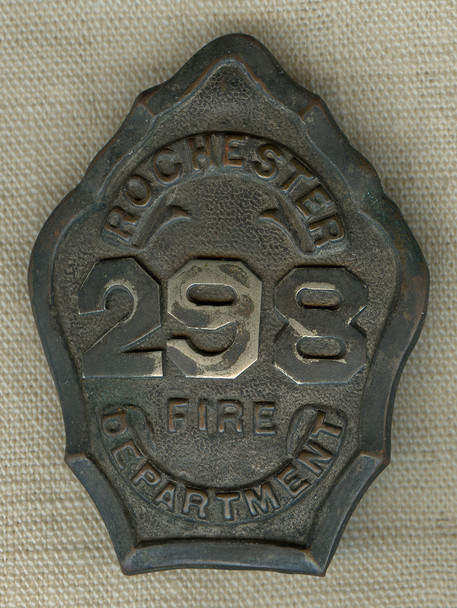 ROCHESTER
298
FIRE
DEPARTMENT